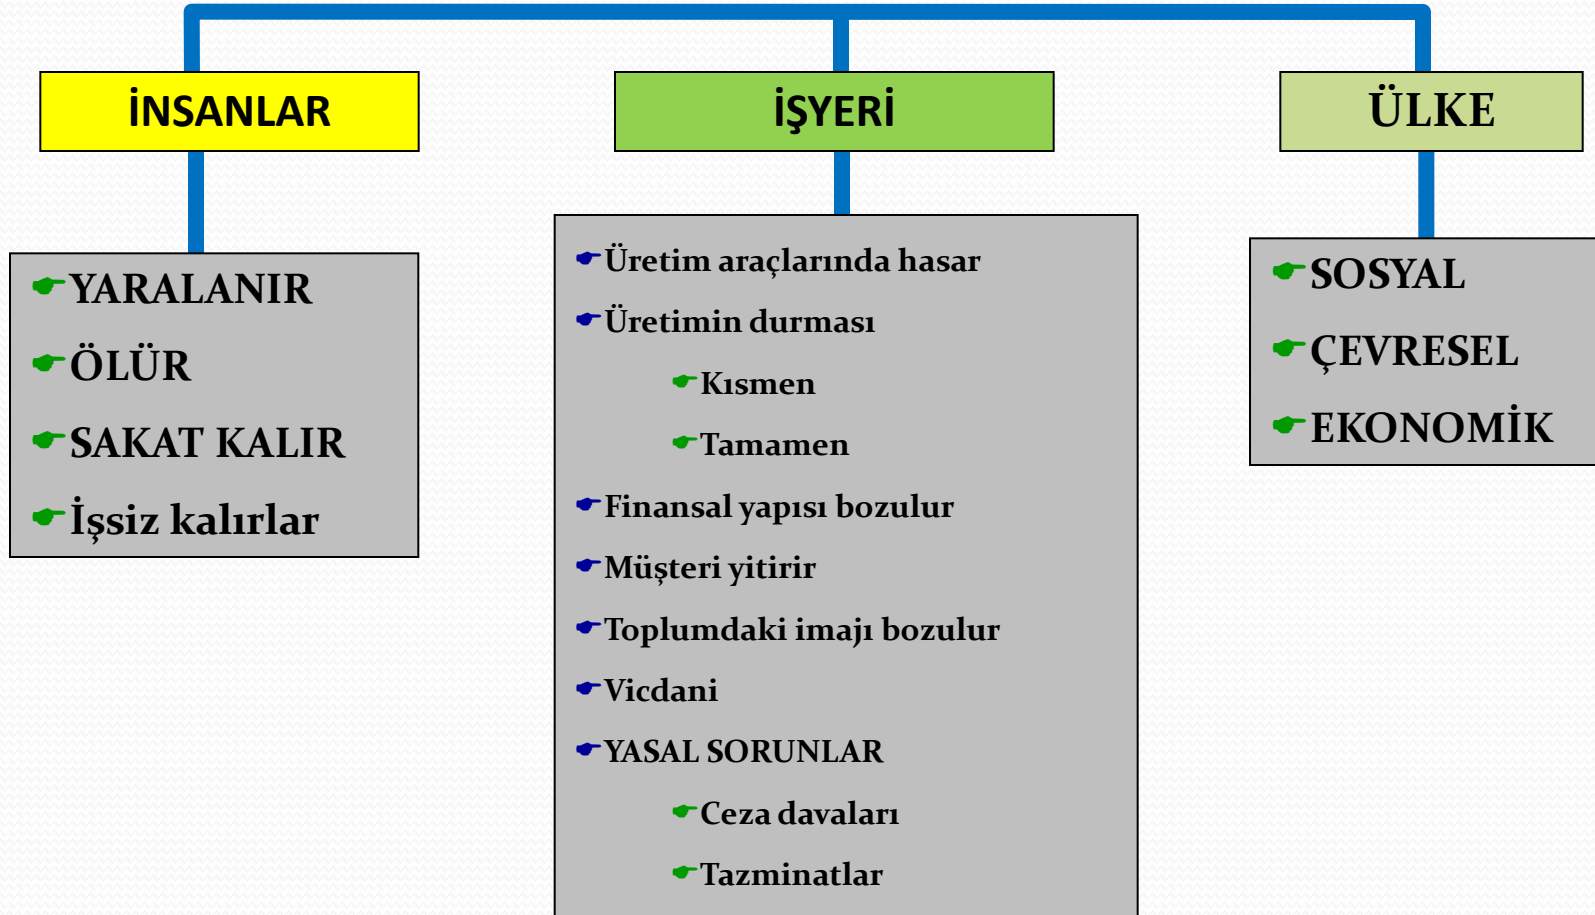 İNSANLAR
YARALANIR
ÖLÜR
SAKAT KALIR
İşsiz kalırlar
İŞYERİ
Üretim araçlarında hasar
Üretimin durması
Kısmen
Tamamen
Finansal yapısı bozulur
Müşteri yitirir
Toplumdaki imajı bozulur
Vicdani
YASAL SORUNLAR
Ceza davaları
Tazminatlar
ÜLKE
SOSYAL
ÇEVRESEL
EKONOMİK